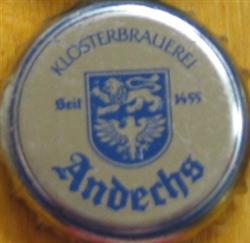 KLOSTERBRAUEREI
Seit 1455
Andechs